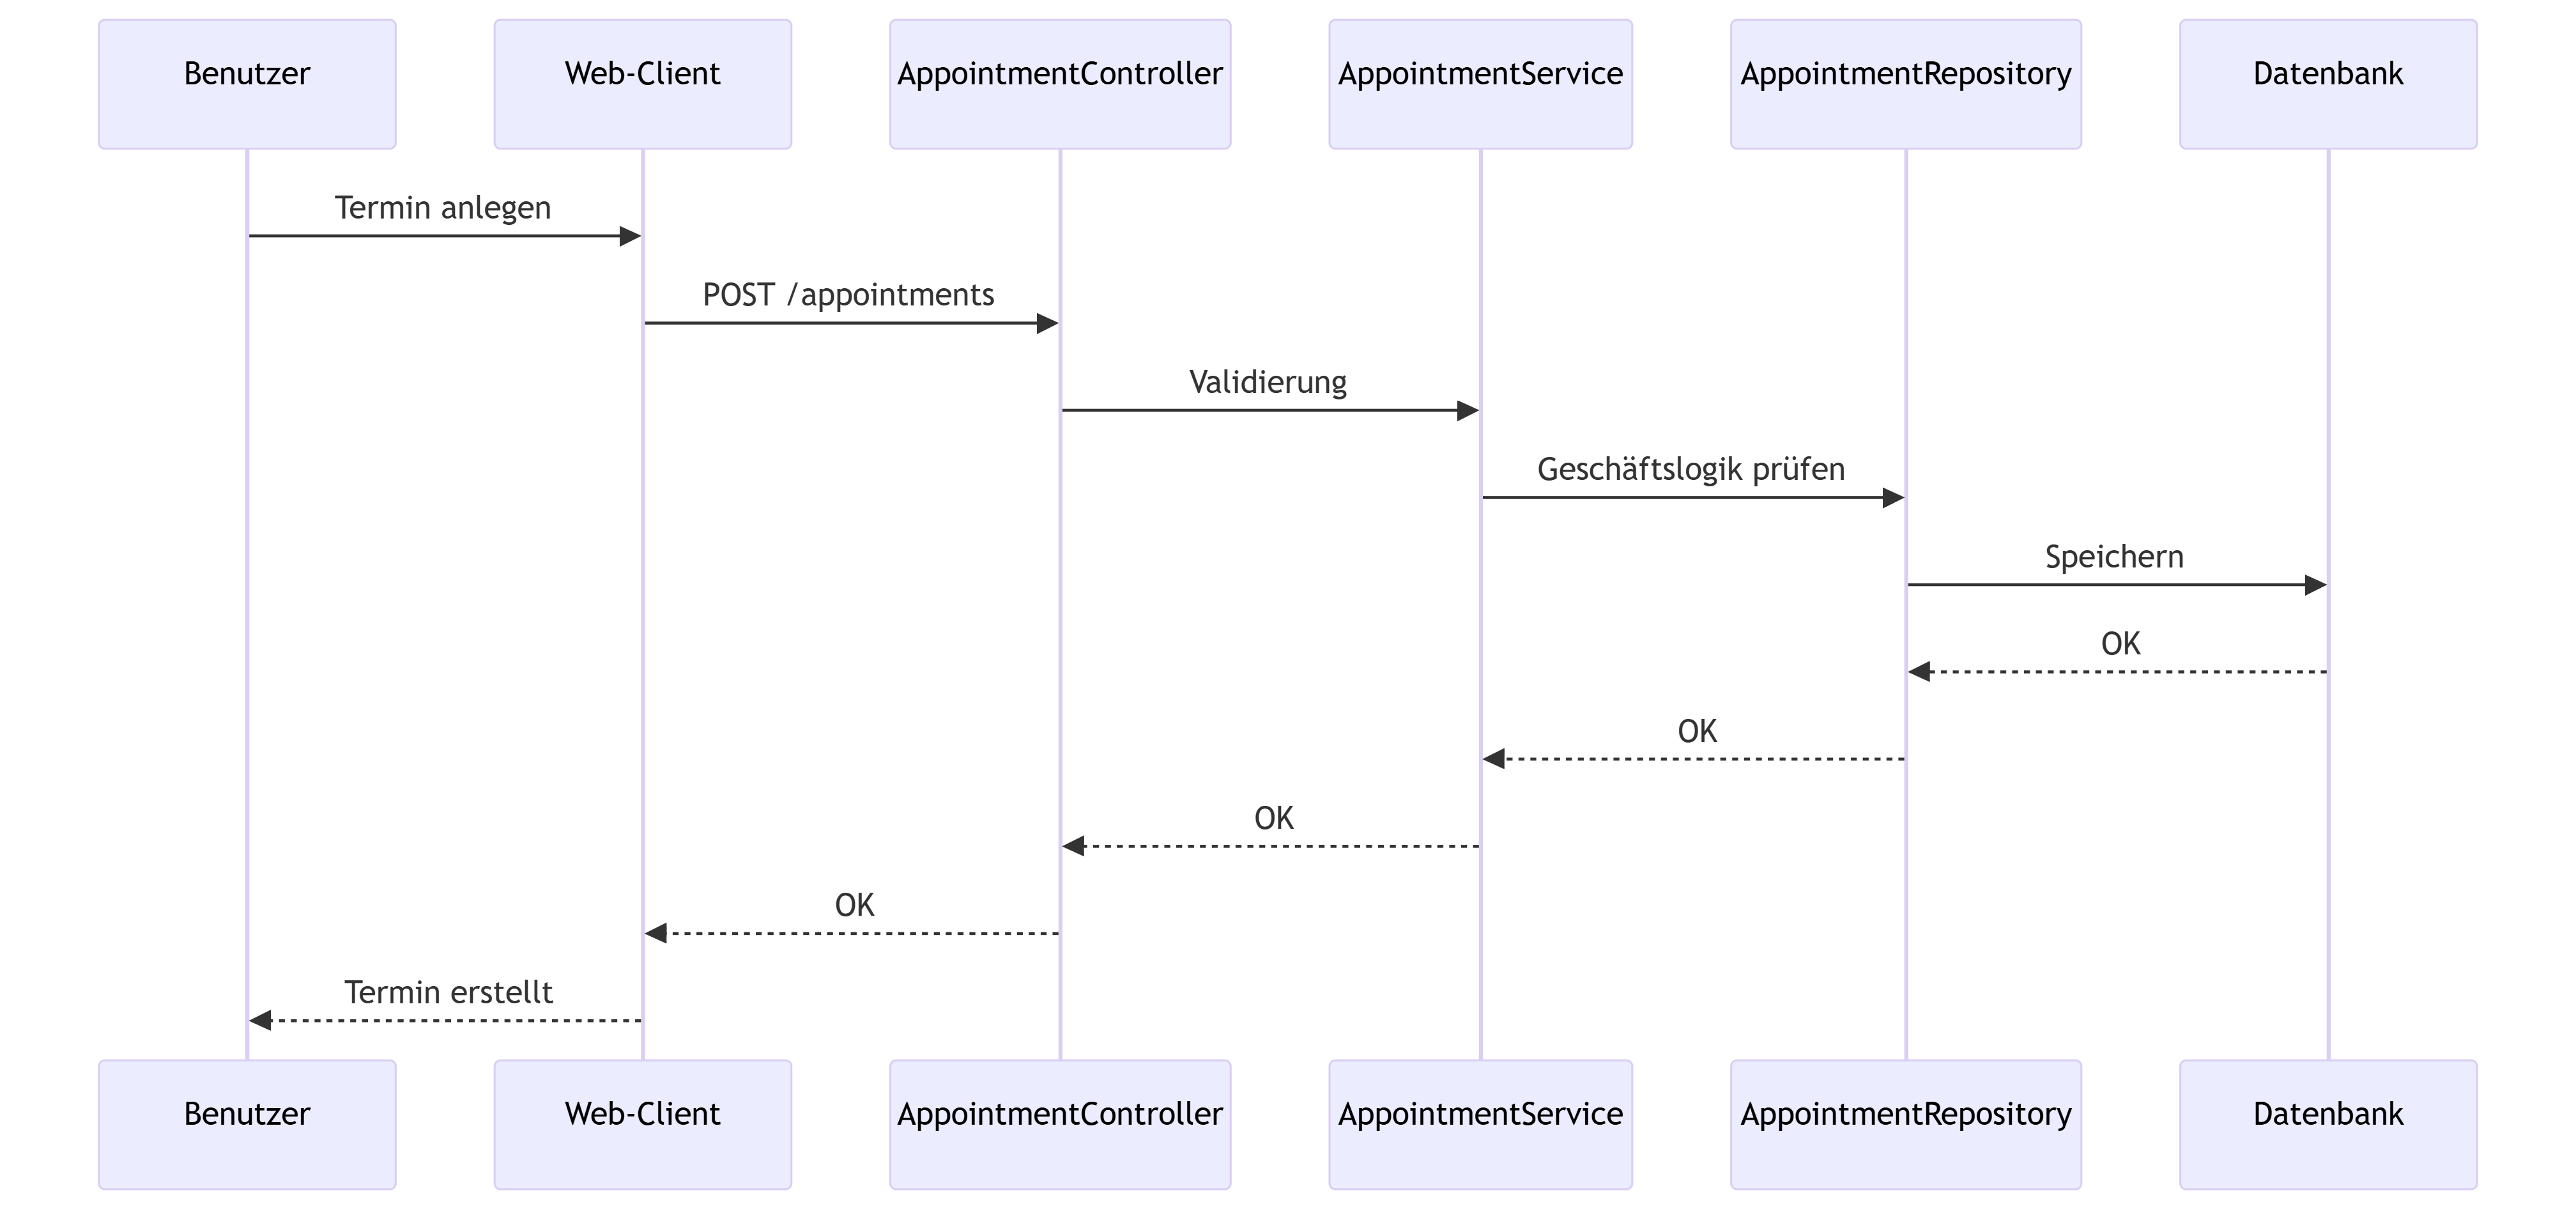 Benutzer
Web-Client
AppointmentController
AppointmentService
AppointmentRepository
Datenbank
Termin anlegen
POST /appointments
Validierung
Geschäftslogik prüfen
Speichern
OK
OK
OK
OK
Termin erstellt
Benutzer
Web-Client
AppointmentController
AppointmentService
AppointmentRepository
Datenbank